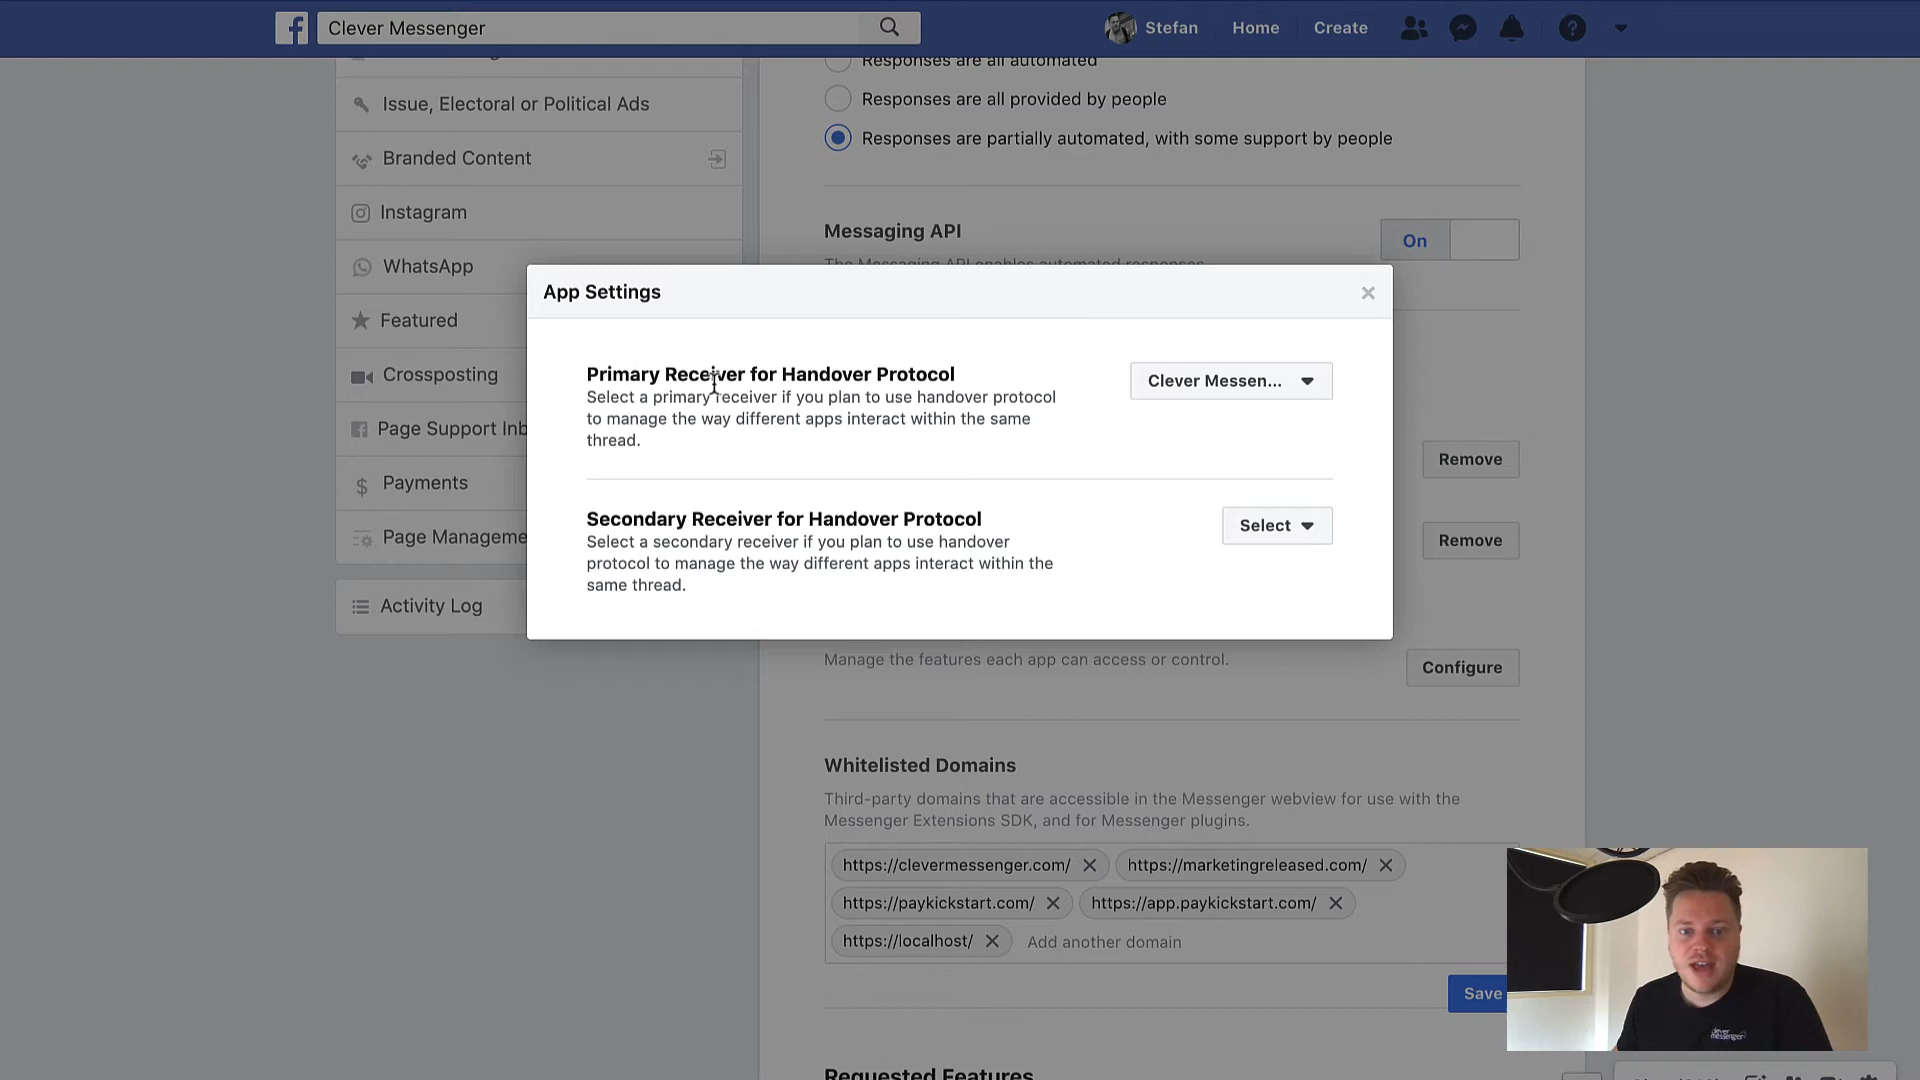 Clever Messenger
Stefan
Home
Create
Issue, Electoral or Political Ads
Branded Content
Instagram
WhatsApp
Featured
Crossposting
Page Support Inb
Payments
Page Manageme
Activity Log
Responses are all automated
Responses are all provided by people
Responses are partially automated, with some support by people
Messaging API
On
The Messaging API enables automated responses.
App Settings
Primary Receiver for Handover Protocol
Select a primary receiver if you plan to use handover protocol
to manage the way different apps interact within the same
thread.
Clever Messen...
Secondary Receiver for Handover Protocol
Select a secondary receiver if you plan to use handover
protocol to manage the way different apps interact within the
same thread.
Select
Remove
Remove
Manage the features each app can access or control.
Configure
Whitelisted Domains
Third-party domains that are accessible in the Messenger webview for use with the
Messenger Extensions SDK, and for Messenger plugins.
https://clevermessenger.com/
https://marketingreleased.com/
https://paykickstart.com/
https://app.paykickstart.com/
https://localhost/
Add another domain
Save
Requested Features
clever
messenger